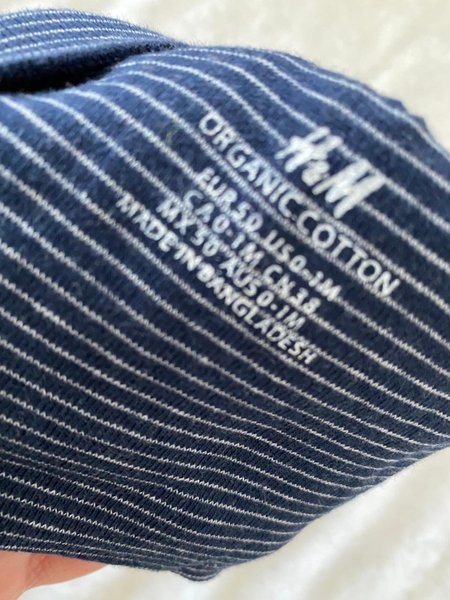 H&M
ORGANIC COTTON
EUR 50 US 0-1M
CA 0-1M CN 38
MX 50 AUS 0-1M
MADE IN BANGLADESH